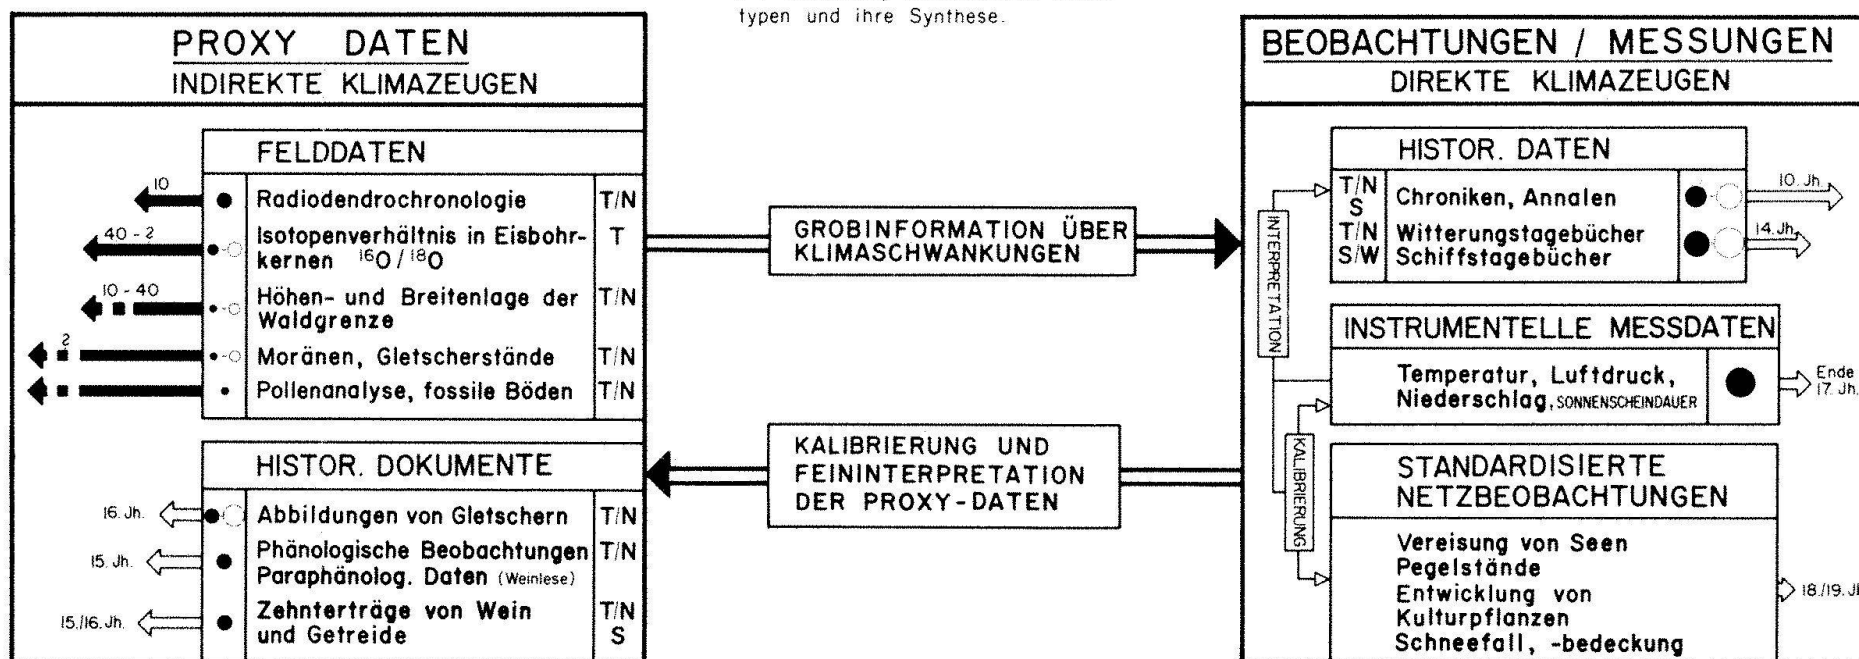 typen und ihre Synthese.
PROXY DATEN
INDIREKTE KLIMAZEUGEN
FELDDATEN
10
Radiodendrochronologie T/N
40-2
Isotopenverhältnis in Eisbohr- T
kernen ¹⁶O/¹⁸O
10-40
Höhen- und Breitenlage der T/N
Waldgrenze
2
Moränen, Gletscherstände T/N
Pollenanalyse, fossile Böden T/N
HISTOR. DOKUMENTE
16. Jh. Abbildungen von Gletschern T/N
Phänologische Beobachtungen T/N
15. Jh.
Paraphänolog. Daten (Weinlese)
Zehnterträge von Wein T/N
15./16. Jh.
und Getreide S
GROBINFORMATION ÜBER
KLIMASCHWANKUNGEN
KALIBRIERUNG UND
FEININTERPRETATION
DER PROXY-DATEN
BEOBACHTUNGEN / MESSUNGEN
DIREKTE KLIMAZEUGEN
INTERPRETATION
KALIBRIERUNG
HISTOR. DATEN
T/N
S
Chroniken, Annalen 10. Jh.
T/N Witterungstagebücher
S/W Schiffstagebücher
14. Jh.
INSTRUMENTELLE MESSDATEN
Temperatur, Luftdruck,
Niederschlag, SONNENSCHEINDAUER
Ende
17. Jh.
STANDARDISIERTE
NETZBEOBACHTUNGEN
Vereisung von Seen
Pegelstände
Entwicklung von
Kulturpflanzen
Schneefall, -bedeckung
18./19. J